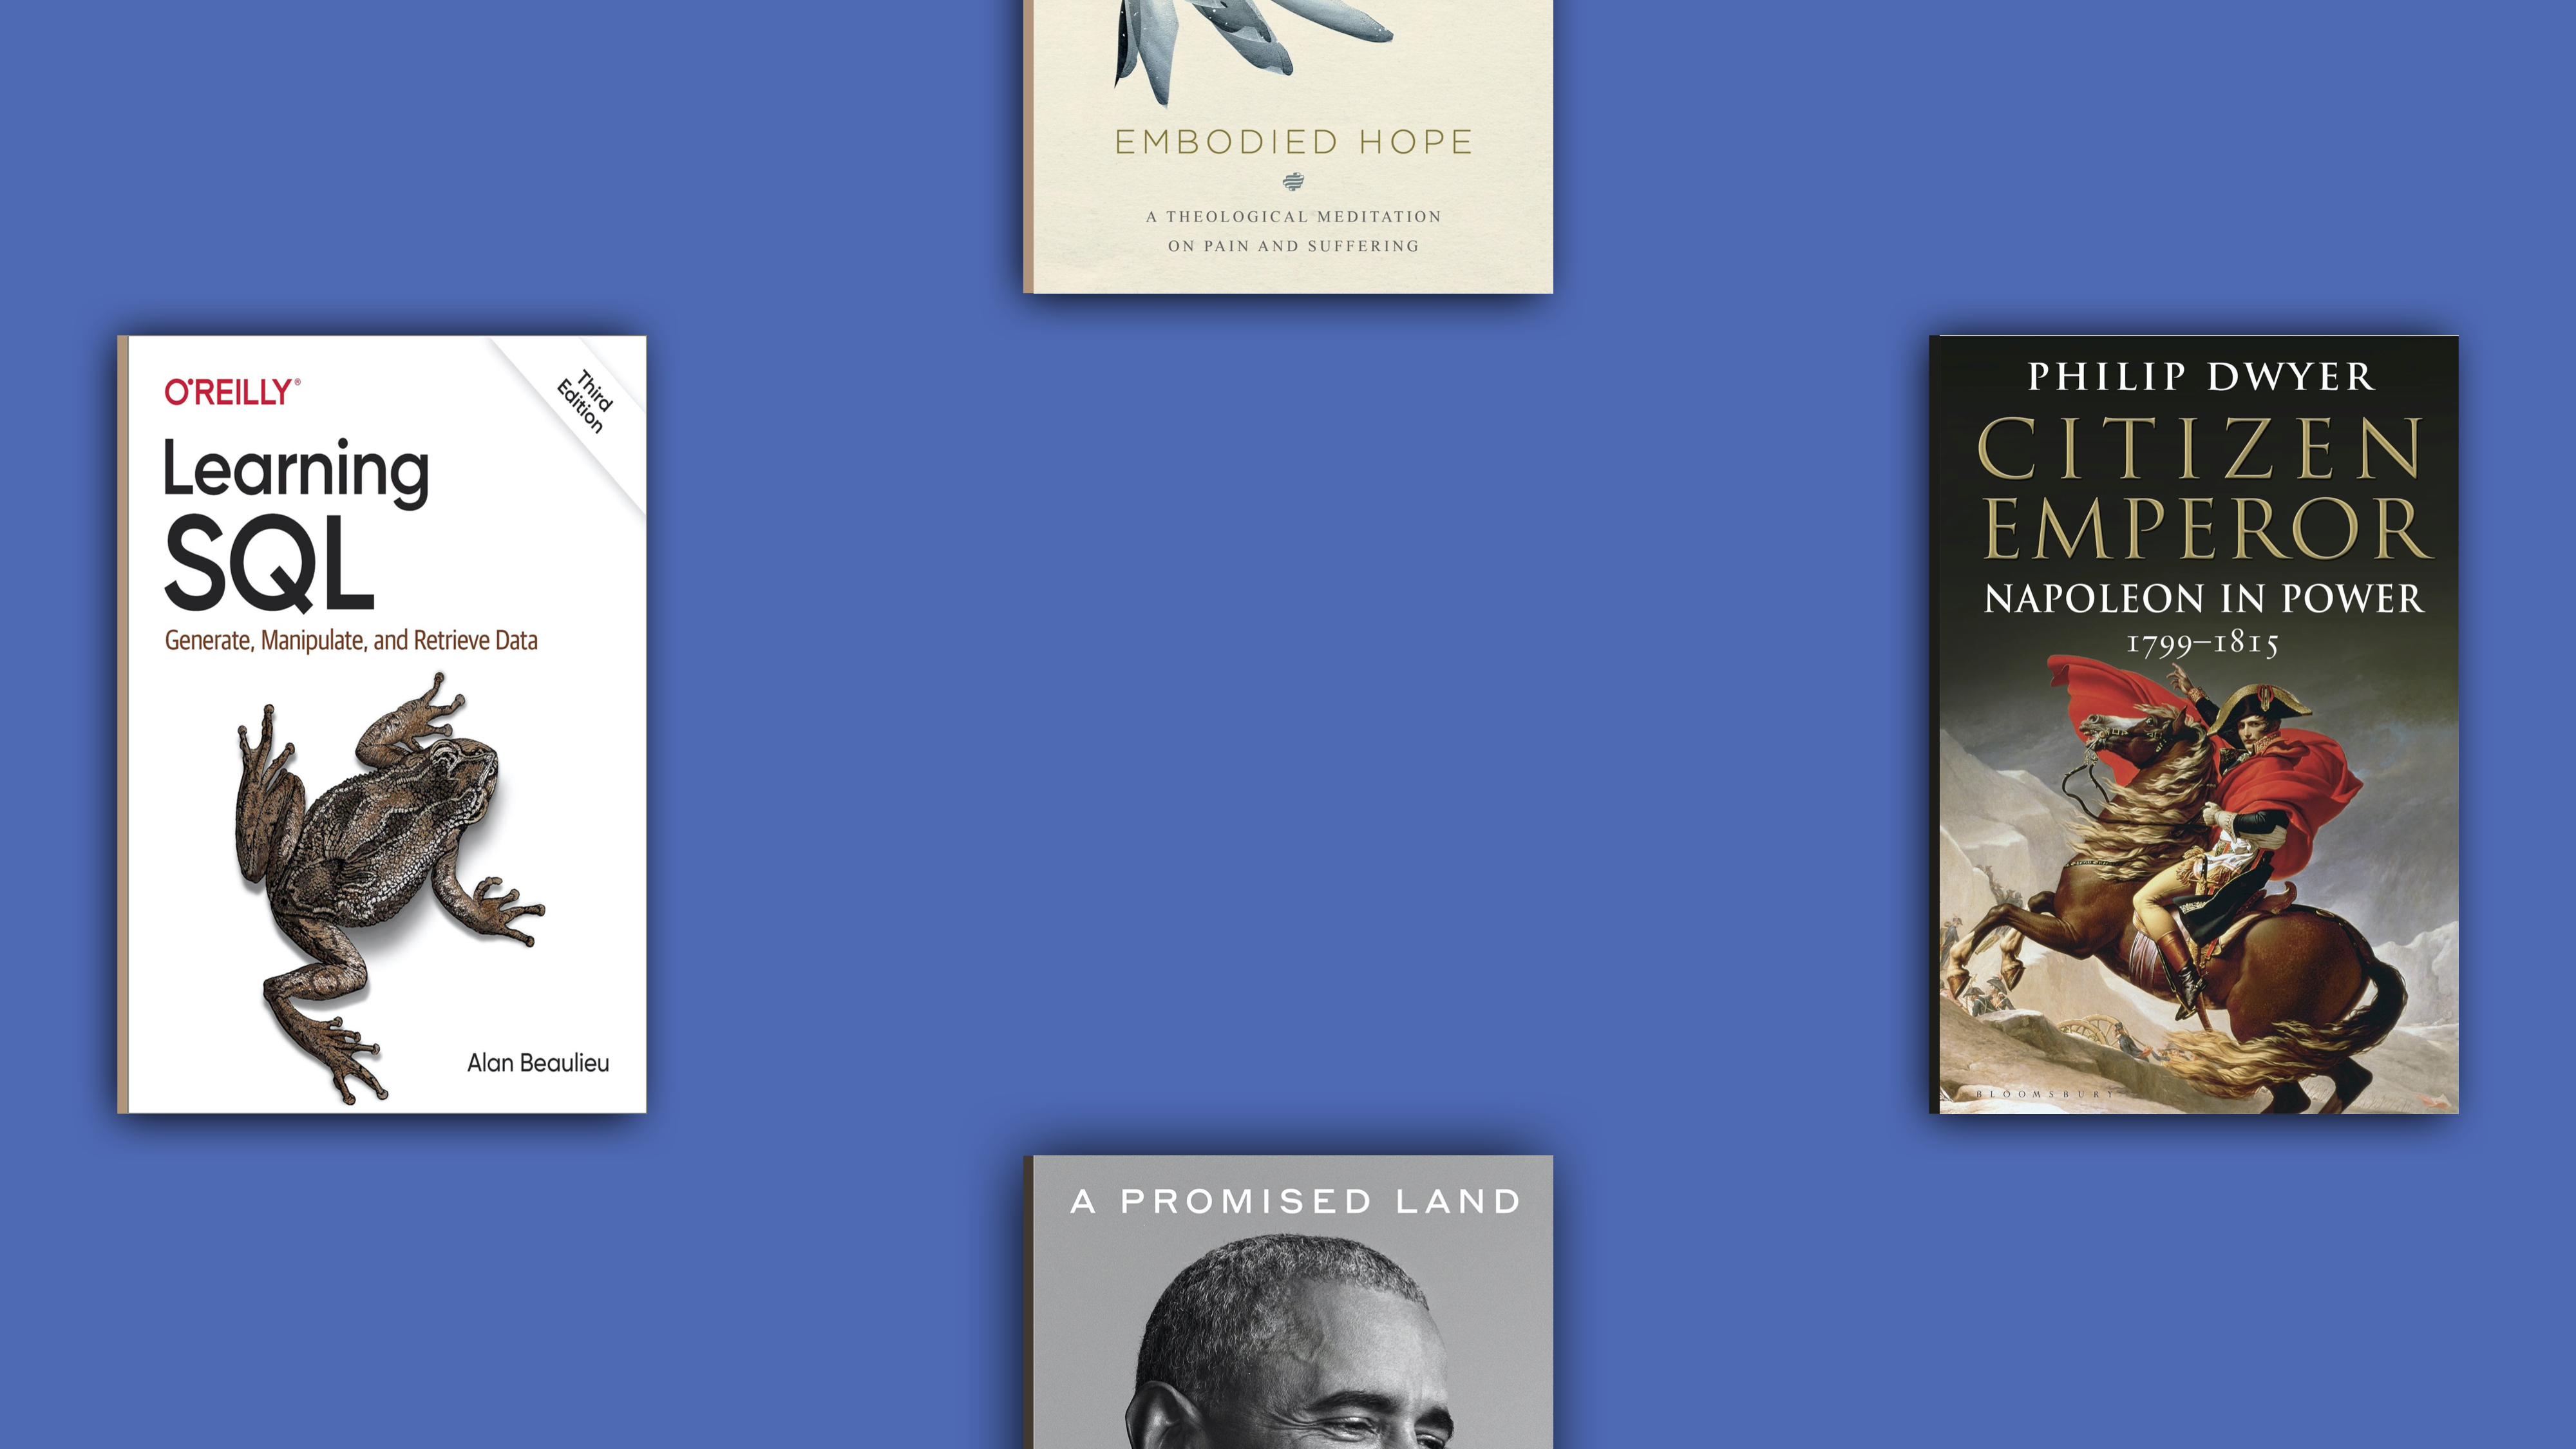 EMBODIED HOPE
A THEOLOGICAL MEDITATION
ON PAIN AND SUFFERING
O'REILLY®
Third
Edition
Learning
SQL
Generate, Manipulate, and Retrieve Data
Alan Beaulieu
PHILIP DWYER
CITIZEN
EMPEROR
NAPOLEON IN POWER
1799–1815
BLOOMSBURY
A PROMISED LAND